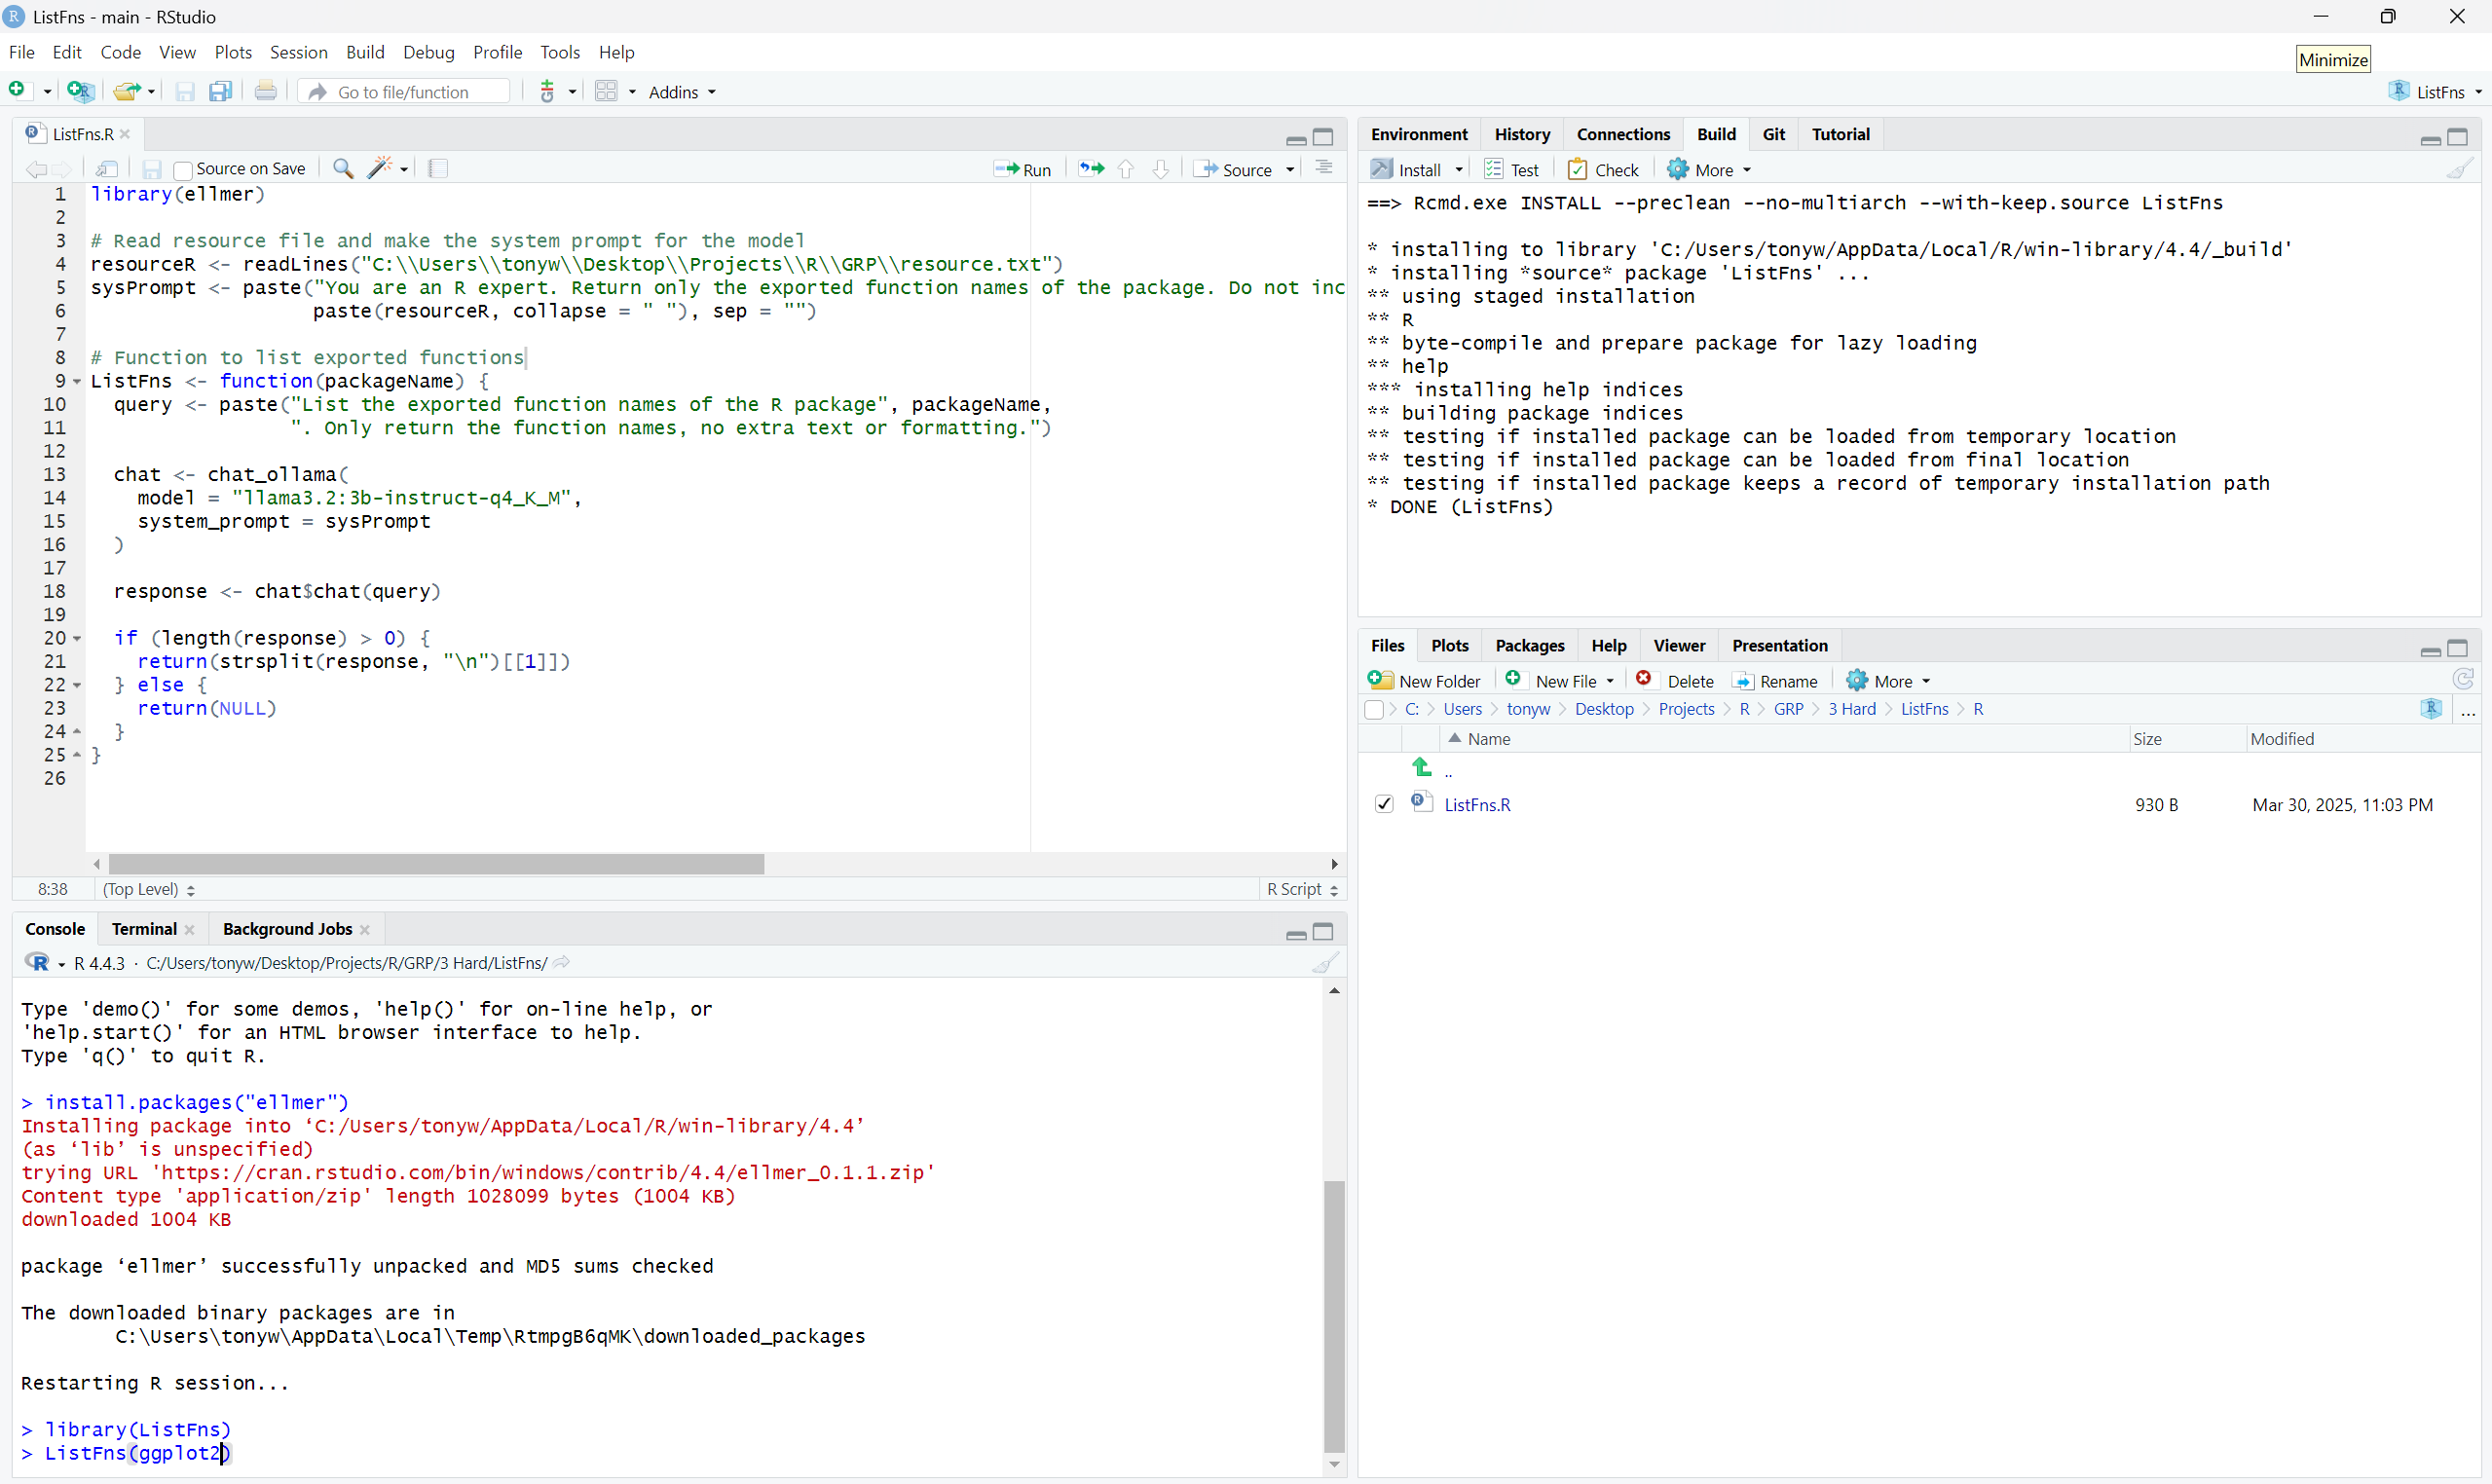 ListFns - main - RStudio
File Edit Code View Plots Session Build Debug Profile Tools Help
Minimize
Go to file/function Addins ListFns
ListFns.R
Source on Save Run Source
1 library(ellmer)
2
3 # Read resource file and make the system prompt for the model
4 resourceR <- readLines("C:\\Users\\tonyw\\Desktop\\Projects\\R\\GRP\\resource.txt")
5 sysPrompt <- paste("You are an R expert. Return only the exported function names of the package. Do not inc
6 paste(resourceR, collapse = " "), sep = "")
7
8 # Function to list exported functions
9 ListFns <- function(packageName) {
10 query <- paste("List the exported function names of the R package", packageName,
11 ". Only return the function names, no extra text or formatting.")
12
13 chat <- chat_ollama(
14 model = "llama3.2:3b-instruct-q4_K_M",
15 system_prompt = sysPrompt
16 )
17
18 response <- chat$chat(query)
19
20 if (length(response) > 0) {
21 return(strsplit(response, "\n")[[1]])
22 } else {
23 return(NULL)
24 }
25 }
26
8:38 (Top Level) R Script
Console Terminal Background Jobs
R 4.4.3 · C:/Users/tonyw/Desktop/Projects/R/GRP/3 Hard/ListFns/
Type 'demo()' for some demos, 'help()' for on-line help, or
'help.start()' for an HTML browser interface to help.
Type 'q()' to quit R.
> install.packages("ellmer")
Installing package into ‘C:/Users/tonyw/AppData/Local/R/win-library/4.4’
(as ‘lib’ is unspecified)
trying URL 'https://cran.rstudio.com/bin/windows/contrib/4.4/ellmer_0.1.1.zip'
Content type 'application/zip' length 1028099 bytes (1004 KB)
downloaded 1004 KB
package ‘ellmer’ successfully unpacked and MD5 sums checked
The downloaded binary packages are in
C:\Users\tonyw\AppData\Local\Temp\RtmpgB6qMK\downloaded_packages
Restarting R session...
> library(ListFns)
> ListFns(ggplot2)
Environment History Connections Build Git Tutorial
Install Test Check More
==> Rcmd.exe INSTALL --preclean --no-multiarch --with-keep.source ListFns
* installing to library 'C:/Users/tonyw/AppData/Local/R/win-library/4.4/_build'
* installing *source* package 'ListFns' ...
** using staged installation
** R
** byte-compile and prepare package for lazy loading
** help
*** installing help indices
** building package indices
** testing if installed package can be loaded from temporary location
** testing if installed package can be loaded from final location
** testing if installed package keeps a record of temporary installation path
* DONE (ListFns)
Files Plots Packages Help Viewer Presentation
New Folder New File Delete Rename More
C: > Users > tonyw > Desktop > Projects > R > GRP > 3 Hard > ListFns > R ...
Name Size Modified
..
ListFns.R 930 B Mar 30, 2025, 11:03 PM